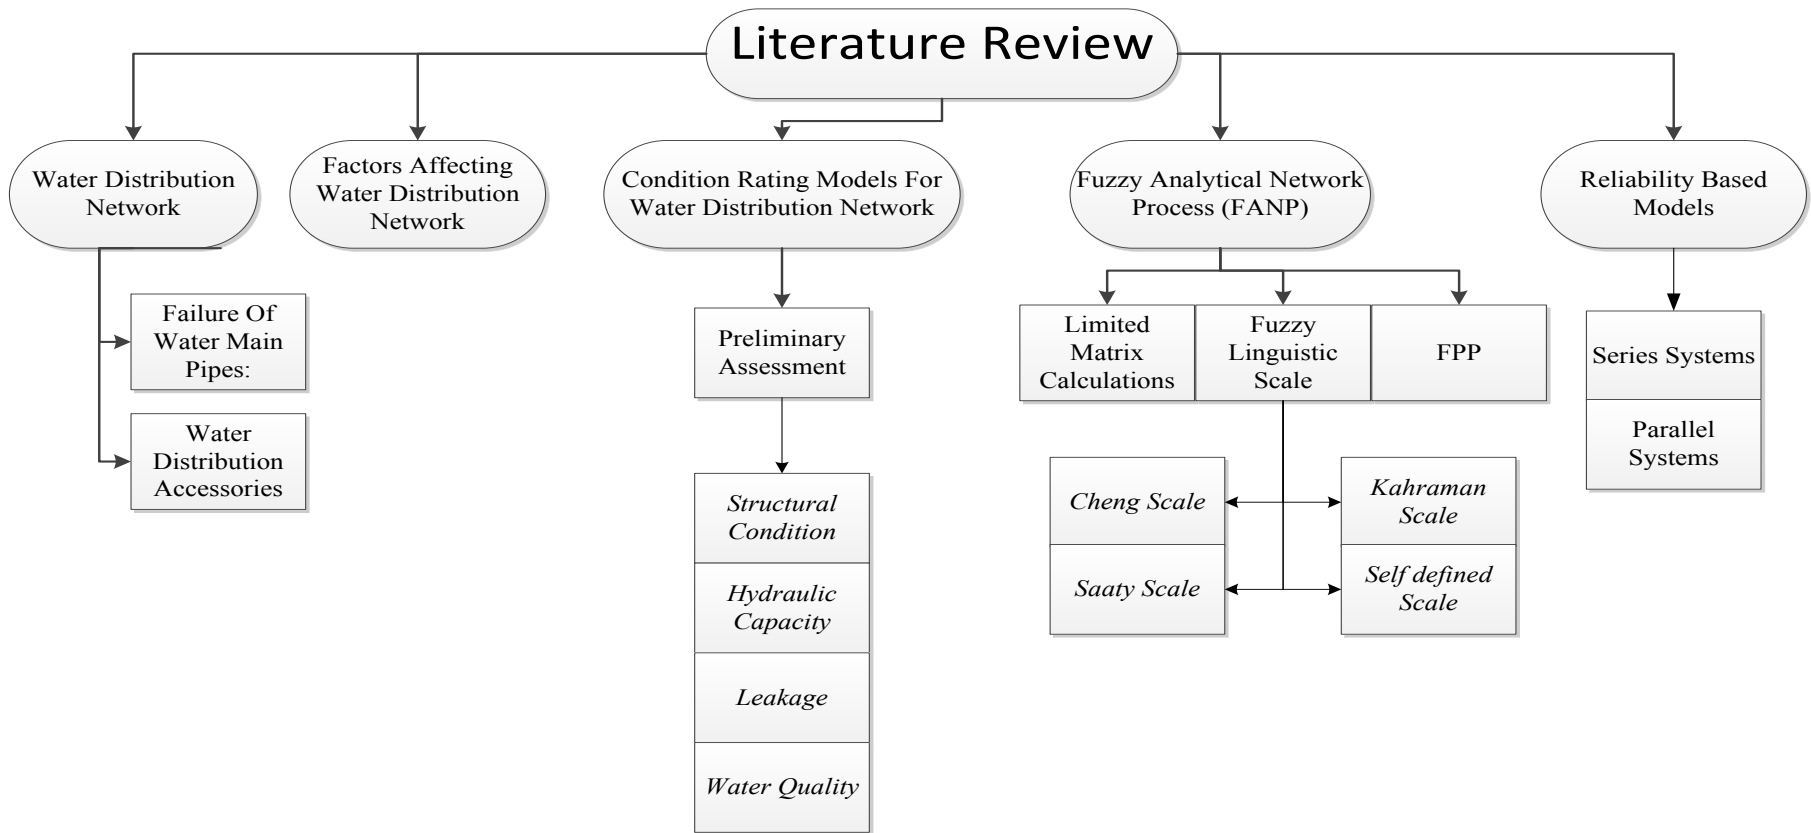 Literature Review
Water Distribution
Network
Factors Affecting
Water Distribution
Network
Condition Rating Models For
Water Distribution Network
Fuzzy Analytical Network
Process (FANP)
Reliability Based
Models
Failure Of
Water Main
Pipes:
Water
Distribution
Accessories
Preliminary
Assessment
Structural
Condition
Hydraulic
Capacity
Leakage
Water Quality
Limited
Matrix
Calculations
Fuzzy
Linguistic
Scale
FPP
Cheng Scale
Saaty Scale
Kahraman
Scale
Self defined
Scale
Series Systems
Parallel
Systems